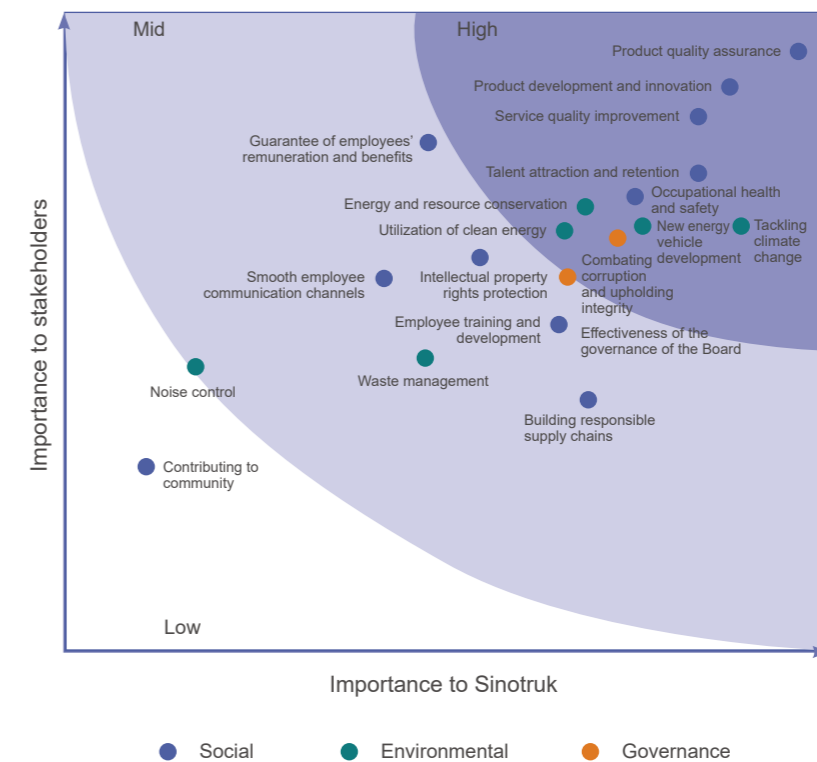 Mid
High
Product quality assurance
Product development and innovation
Service quality improvement
Guarantee of employees’
remuneration and benefits
Talent attraction and retention
Occupational health
and safety
Energy and resource conservation
Utilization of clean energy
New energy
vehicle
development
Tackling
climate
change
Combating
corruption
and upholding
integrity
Smooth employee
communication channels
Intellectual property
rights protection
Employee training and
development
Effectiveness of the
governance of the Board
Waste management
Noise control
Building responsible
supply chains
Contributing to
community
Low
Importance to stakeholders
Importance to Sinotruk
Social
Environmental
Governance